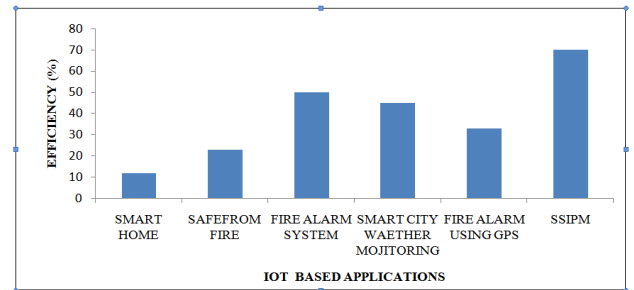 80
70
60
50
40
30
20
10
0
EFFICIENCY (%)
SMART HOME
SAFEFROM FIRE
FIRE ALARM SYSTEM
SMART CITY WAETHER MOJITORING
FIRE ALARM USING GPS
SSIPM
IOT BASED APPLICATIONS